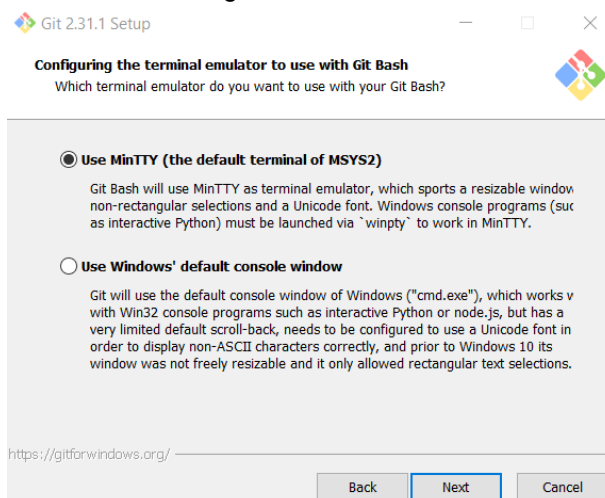 Git 2.31.1 Setup
Configuring the terminal emulator to use with Git Bash
Which terminal emulator do you want to use with your Git Bash?
Use MinTTY (the default terminal of MSYS2)
Git Bash will use MinTTY as terminal emulator, which sports a resizable window
non-rectangular selections and a Unicode font. Windows console programs (suc
as interactive Python) must be launched via `winpty` to work in MinTTY.
Use Windows' default console window
Git will use the default console window of Windows ("cmd.exe"), which works
with Win32 console programs such as interactive Python or node.js, but has a
very limited default scroll-back, needs to be configured to use a Unicode font in
order to display non-ASCII characters correctly, and prior to Windows 10 its
window was not freely resizable and it only allowed rectangular text selections.
https://gitforwindows.org/
Back Next Cancel